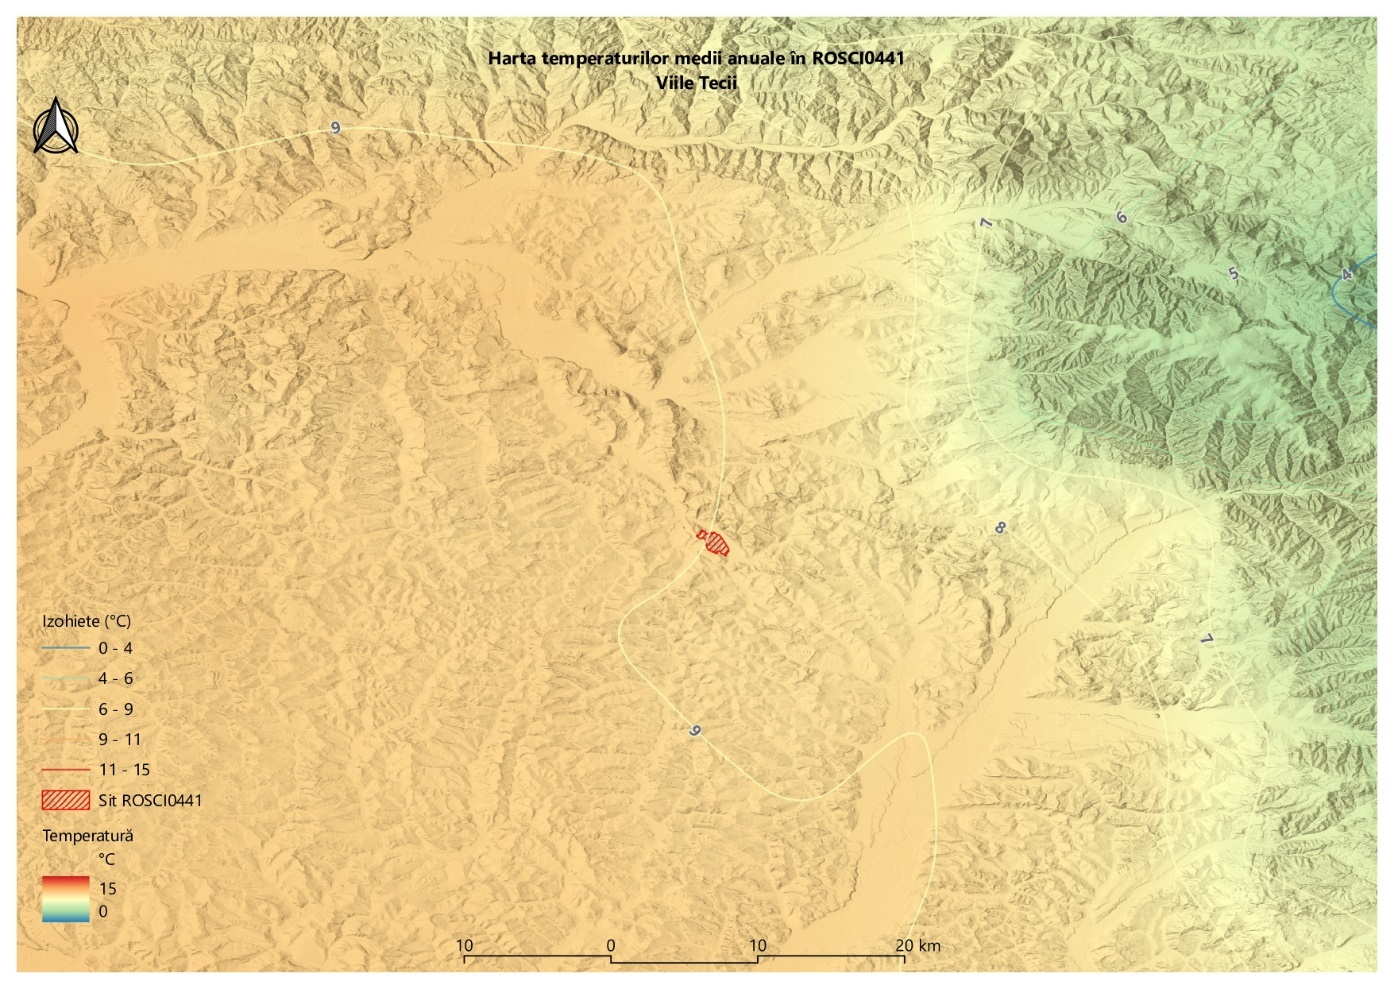 Harta temperaturilor medii anuale în ROSCI0441
Viile Tecii
9
7
6
5
4
8
7
9
Izohiete (°C)
0 - 4
4 - 6
6 - 9
9 - 11
11 - 15
Sit ROSCI0441
Temperatură
°C
15
0
10 0 10 20 km